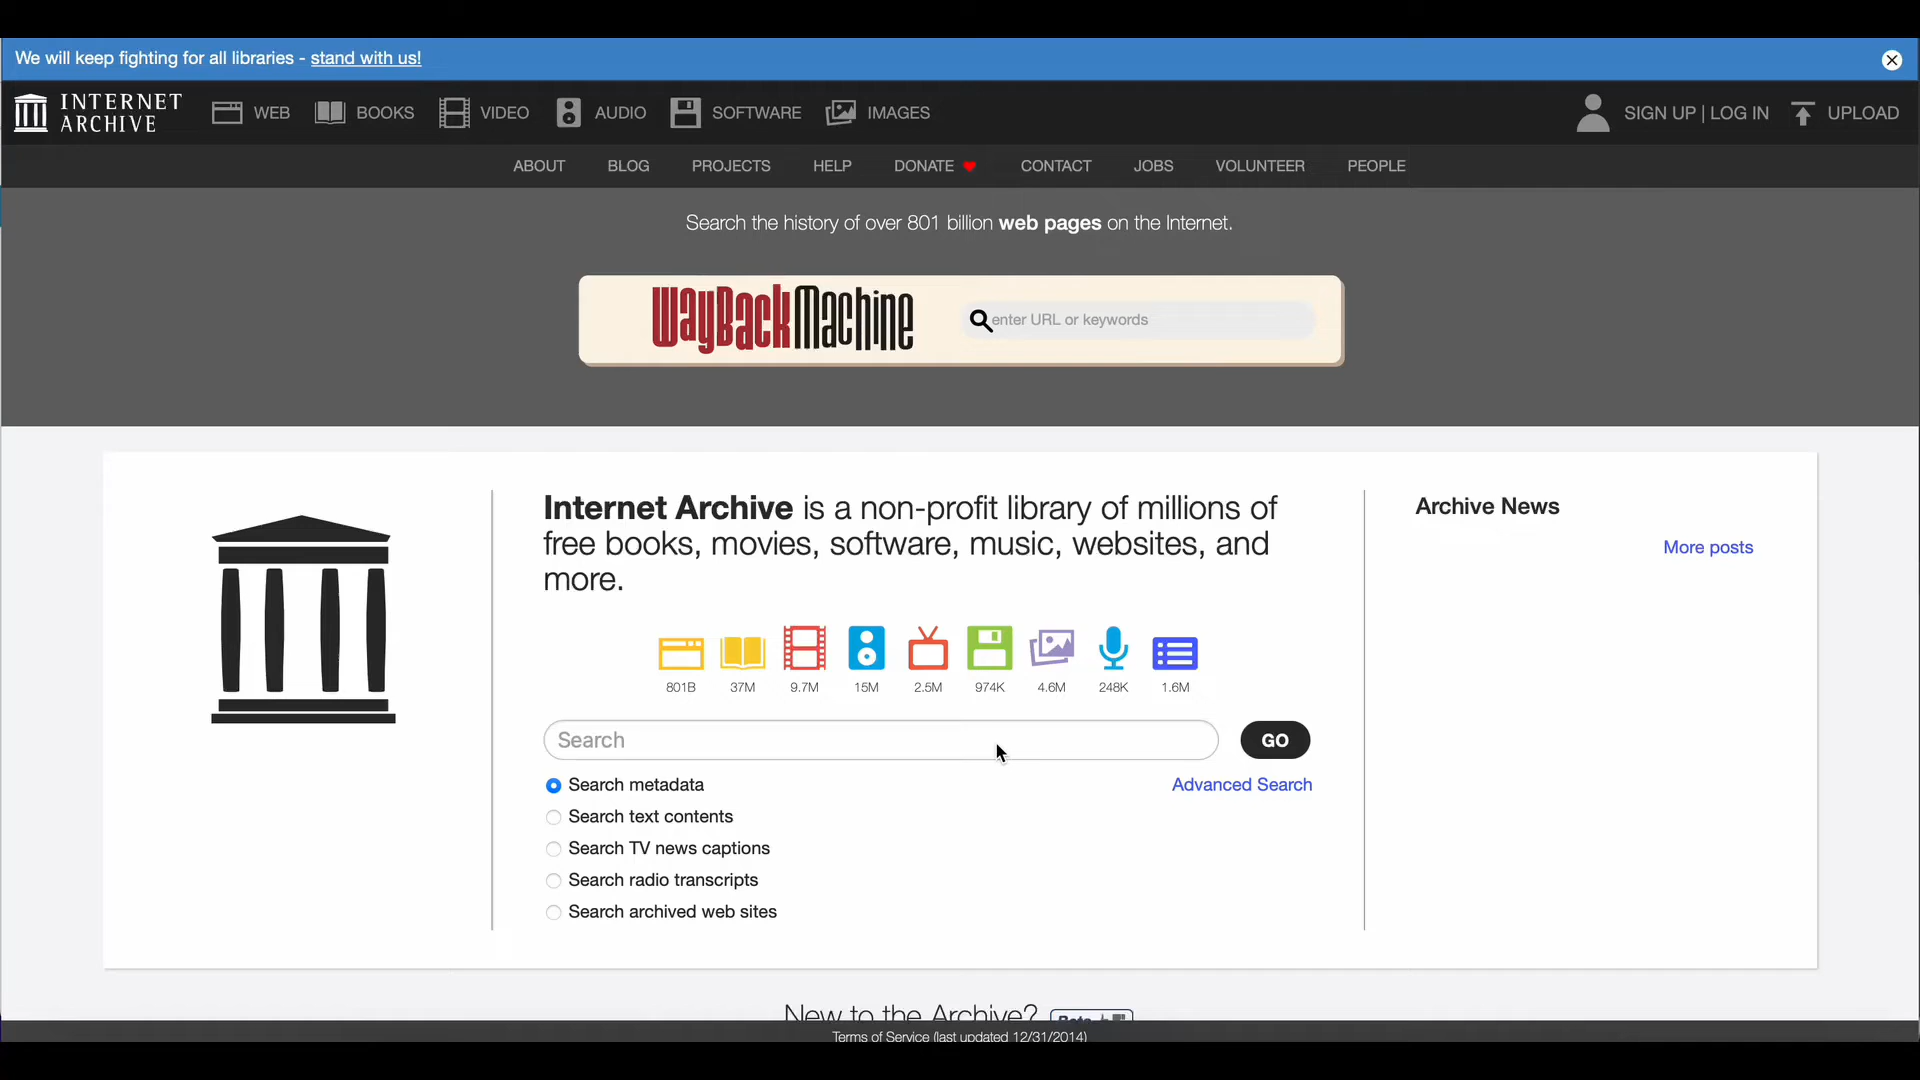 We will keep fighting for all libraries - stand with us!
INTERNET ARCHIVE
WEB
BOOKS
VIDEO
AUDIO
SOFTWARE
IMAGES
SIGN UP | LOG IN
UPLOAD
ABOUT
BLOG
PROJECTS
HELP
DONATE
CONTACT
JOBS
VOLUNTEER
PEOPLE
Search the history of over 801 billion web pages on the Internet.
WayBackMachine
enter URL or keywords
Internet Archive is a non-profit library of millions of
free books, movies, software, music, websites, and
more.
801B
37M
9.7M
15M
2.5M
974K
4.6M
248K
1.6M
Search
GO
Search metadata
Advanced Search
Search text contents
Search TV news captions
Search radio transcripts
Search archived web sites
Archive News
More posts
New to the Archive?
Beta
Terms of Service (last updated 12/31/2014)